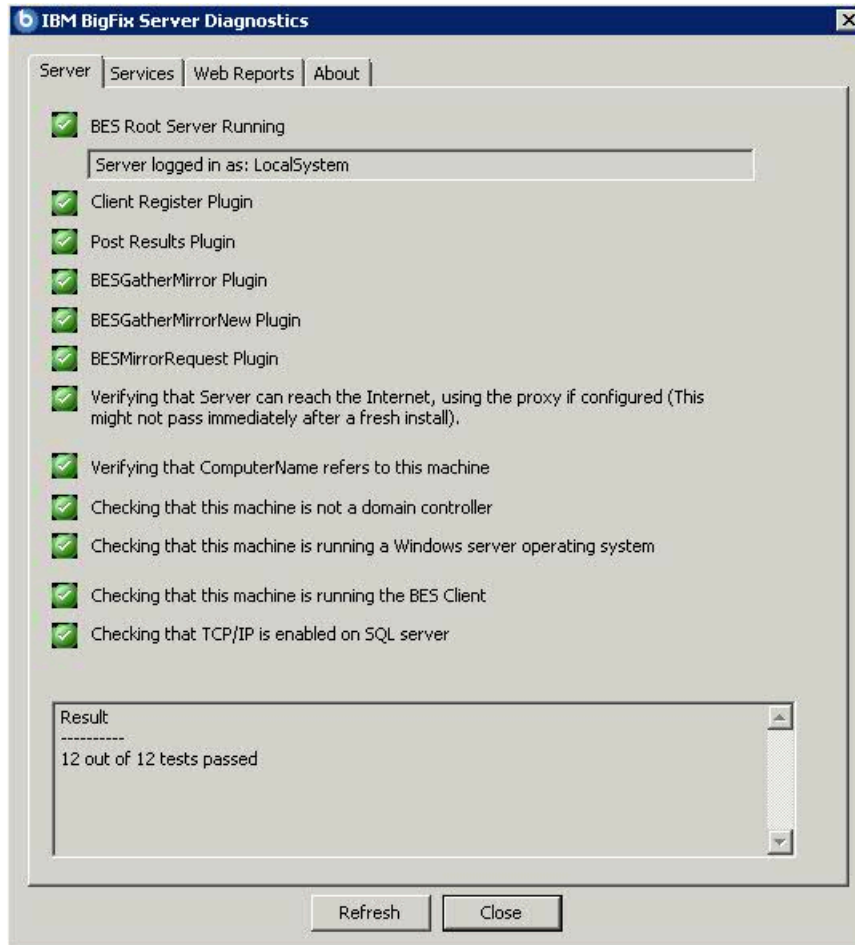 IBM BigFix Server Diagnostics
Server Services Web Reports About
BES Root Server Running
Server logged in as: LocalSystem
Client Register Plugin
Post Results Plugin
BESGatherMirror Plugin
BESGatherMirrorNew Plugin
BESMirrorRequest Plugin
Verifying that Server can reach the Internet, using the proxy if configured (This
might not pass immediately after a fresh install).
Verifying that ComputerName refers to this machine
Checking that this machine is not a domain controller
Checking that this machine is running a Windows server operating system
Checking that this machine is running the BES Client
Checking that TCP/IP is enabled on SQL server
Result
----------
12 out of 12 tests passed
Refresh Close